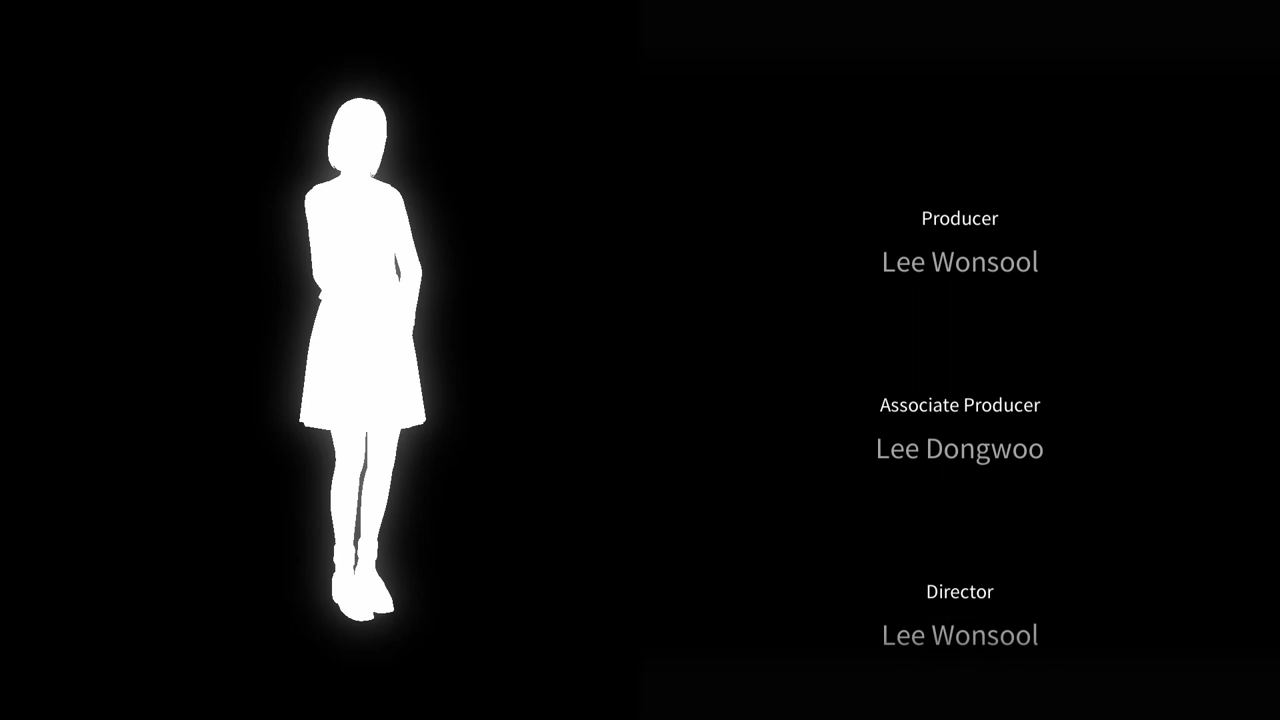 Producer
Lee Wonsool
Associate Producer
Lee Dongwoo
Director
Lee Wonsool